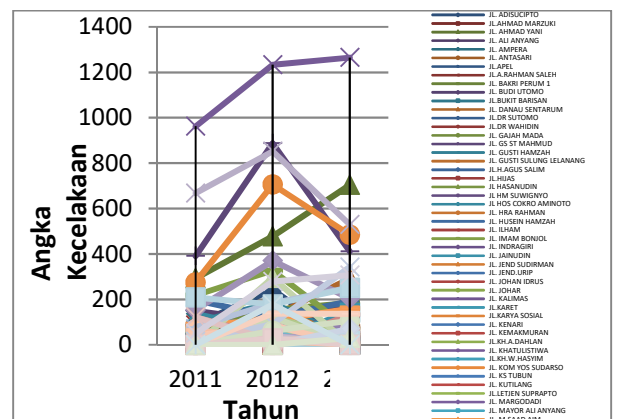 1400
1200
1000
800
600
400
200
0
Angka
Kecelakaan
2011 2012 2
Tahun
JL. ADISUCIPTO
JL.AHMAD MARZUKI
JL. AHMAD YANI
JL. ALI ANYANG
JL. AMPERA
JL. ANTASARI
JL.APEL
JL.A.RAHMAN SALEH
JL. BAKRI PERUM 1
JL. BUDI UTOMO
JL.BUKIT BARISAN
JL. DANAU SENTARUM
JL.DR SUTOMO
JL.DR WAHIDIN
JL. GAJAH MADA
JL. GS ST MAHMUD
JL. GUSTI HAMZAH
JL. GUSTI SULUNG LELANANG
JL.H.AGUS SALIM
JL.HIJAS
JL HASANUDIN
JL HM SUWIGNYO
JL HOS COKRO AMINOTO
JL. HRA RAHMAN
JL. HUSEIN HAMZAH
JL. ILHAM
JL. IMAM BONJOL
JL. INDRAGIRI
JL. JAINUDIN
JL. JEND SUDIRMAN
JL. JEND.URIP
JL. JOHAN IDRUS
JL. JOHAR
JL. KALIMAS
JL.KARET
JL.KARYA SOSIAL
JL. KENARI
JL. KEMAKMURAN
JL.KH.A.DAHLAN
JL. KHATULISTIWA
JL.KH.W.HASYIM
JL. KOM YOS SUDARSO
JL. KS TUBUN
JL. KUTILANG
JL.LETJEN SUPRAPTO
JL. MARGODADI
JL. MAYOR ALI ANYANG